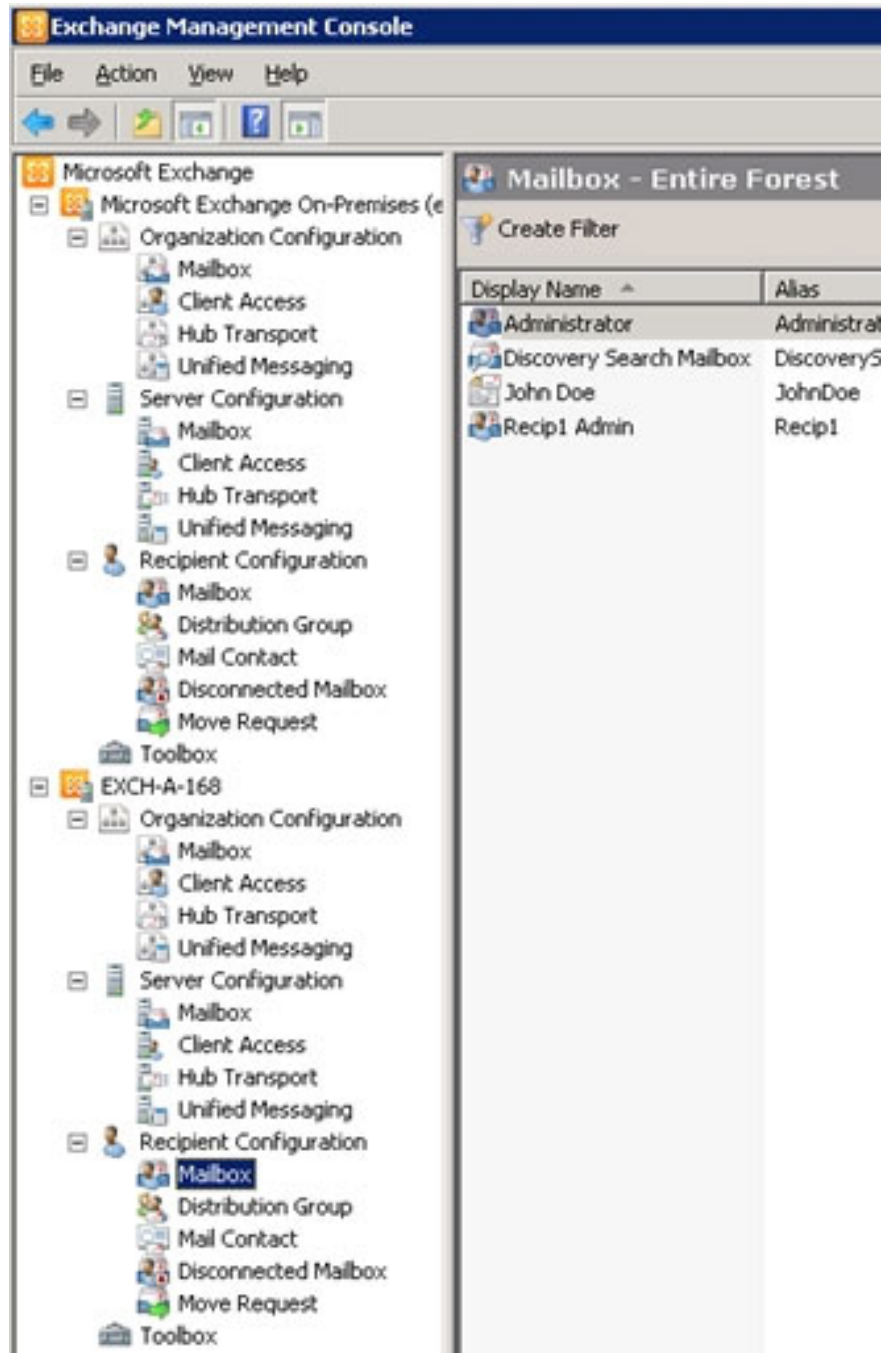 Exchange Management Console
File Action View Help
Microsoft Exchange
Microsoft Exchange On-Premises (e
Organization Configuration
Mailbox
Client Access
Hub Transport
Unified Messaging
Server Configuration
Mailbox
Client Access
Hub Transport
Unified Messaging
Recipient Configuration
Mailbox
Distribution Group
Mail Contact
Disconnected Mailbox
Move Request
Toolbox
EXCH-A-168
Organization Configuration
Mailbox
Client Access
Hub Transport
Unified Messaging
Server Configuration
Mailbox
Client Access
Hub Transport
Unified Messaging
Recipient Configuration
Mailbox
Distribution Group
Mail Contact
Disconnected Mailbox
Move Request
Toolbox
Mailbox - Entire Forest
Create Filter
Display Name Alias
Administrator Administrat
Discovery Search Mailbox DiscoveryS
John Doe JohnDoe
Recip1 Admin Recip1